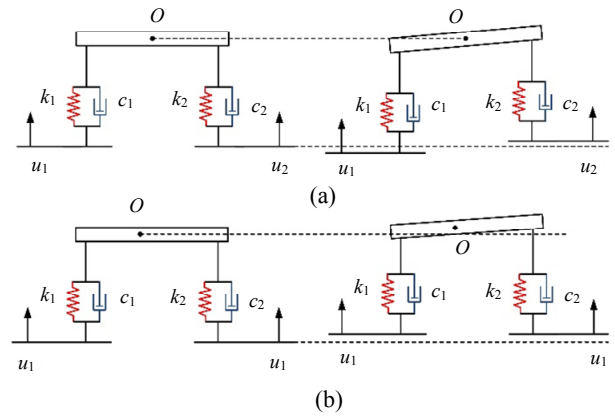 O O
k1 c1 k2 c2 k1 c1 k2 c2
u1 u2 u1 u2
(a)
O O
k1 c1 k2 c2 k1 c1 k2 c2
u1 u1 u1 u1
(b)